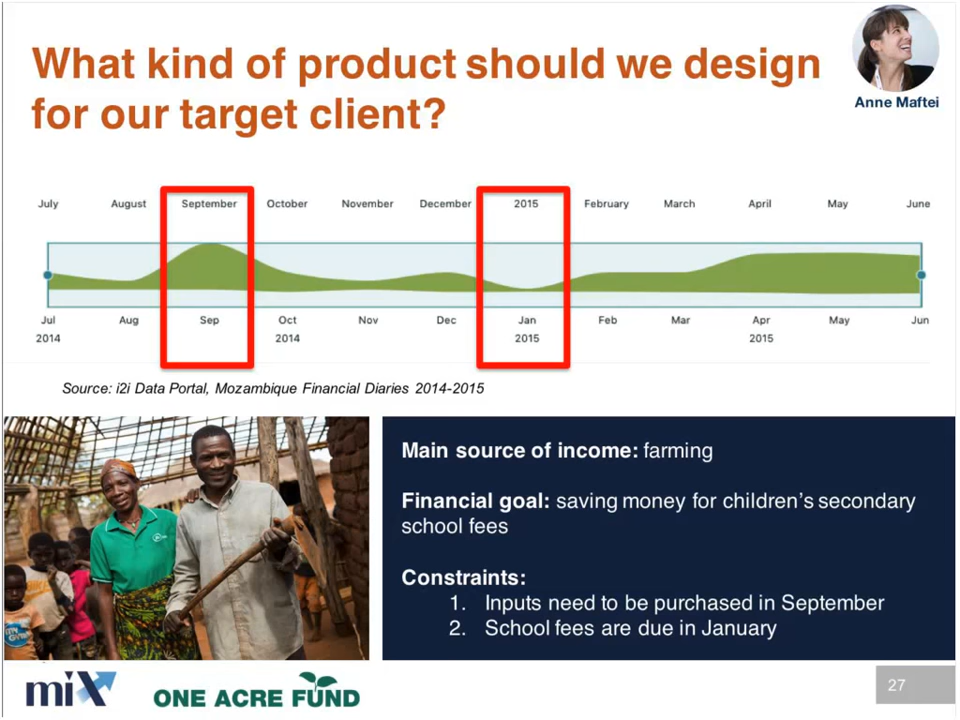 What kind of product should we design
for our target client?
Anne Maftei
July August September October November December 2015 February March April May June
Jul Aug Sep Oct Nov Dec Jan Feb Mar Apr May Jun
2014 2014 2015 2015
Source: i2i Data Portal, Mozambique Financial Diaries 2014-2015
Main source of income: farming
Financial goal: saving money for children's secondary
school fees
Constraints:
1. Inputs need to be purchased in September
2. School fees are due in January
mix
ONE ACRE FUND
27